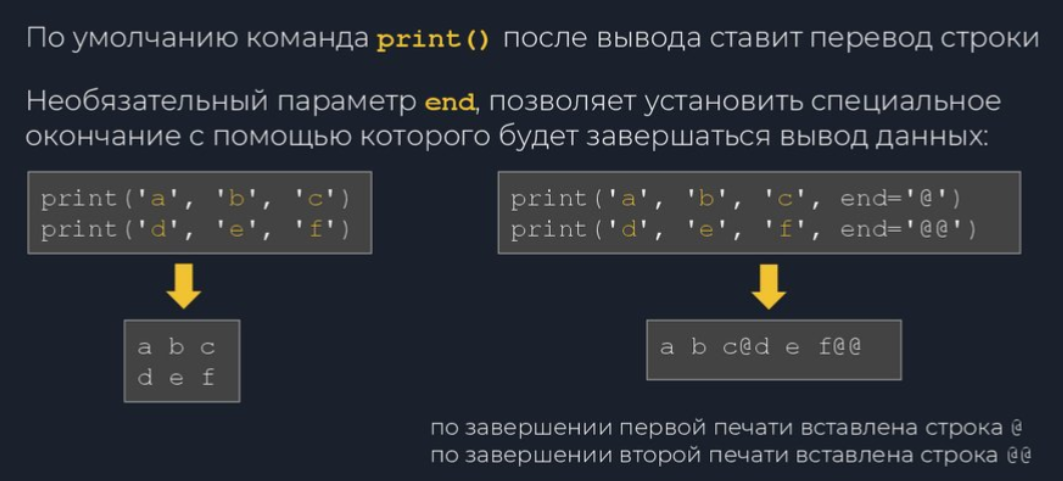 По умолчанию команда print() после вывода ставит перевод строки
Необязательный параметр end, позволяет установить специальное
окончание с помощью которого будет завершаться вывод данных:
print('a', 'b', 'c')
print('d', 'e', 'f')
a b c
d e f
print('a', 'b', 'c', end='@')
print('d', 'e', 'f', end='@@')
a b c@d e f@@
по завершении первой печати вставлена строка @
по завершении второй печати вставлена строка @@